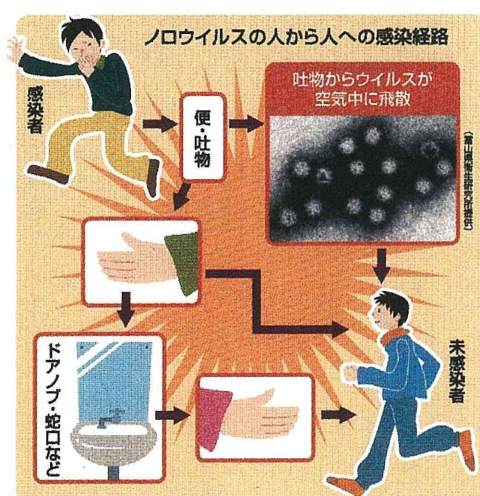 ノロウイルスの人から人への感染経路
感染者
便・吐物
吐物からウイルスが
空気中に飛散
未感染者
ドアノブ・蛇口など